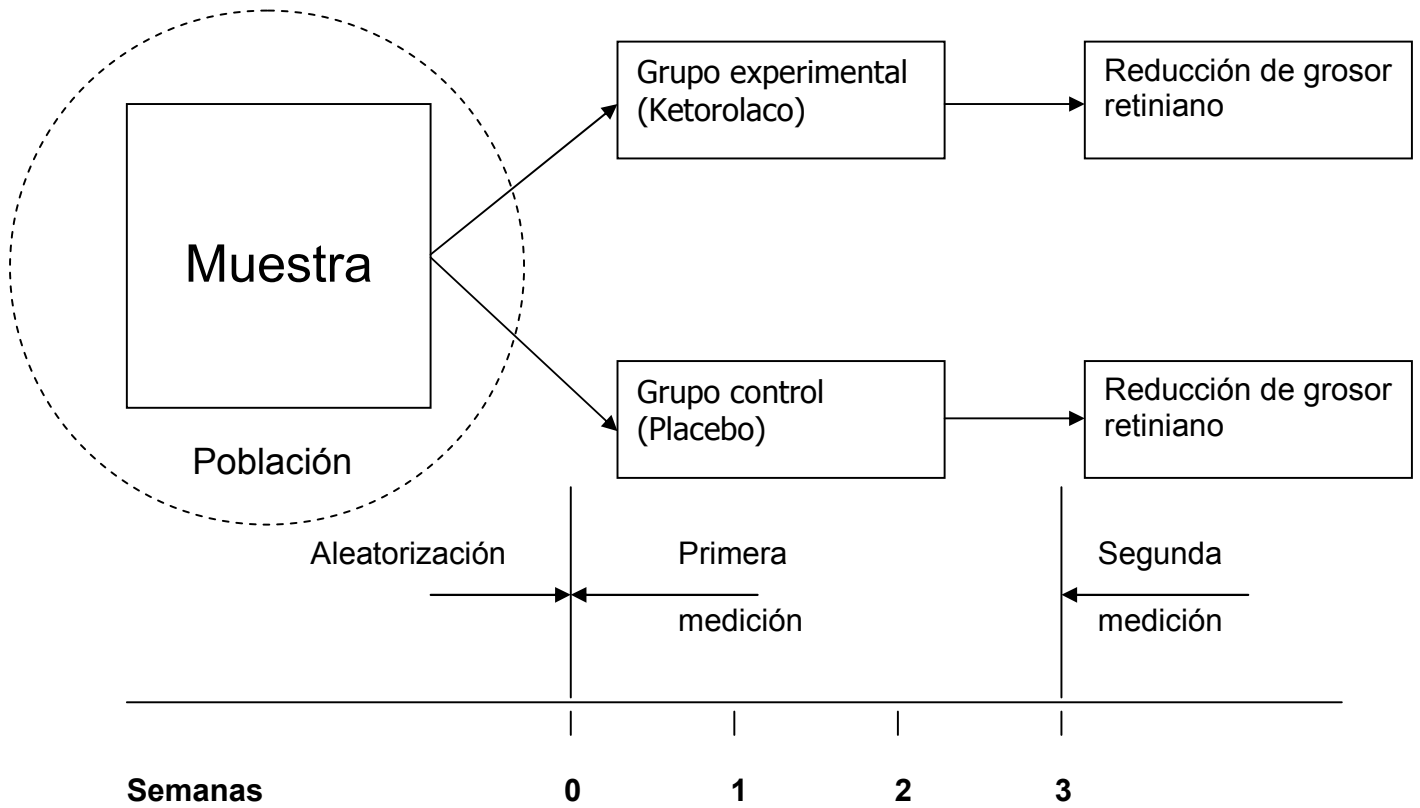 Grupo experimental
(Ketorolaco)
Reducción de grosor
retiniano
Muestra
Grupo control
(Placebo)
Reducción de grosor
retiniano
Población
Aleatorización
Primera
medición
Segunda
medición
Semanas 0 1 2 3